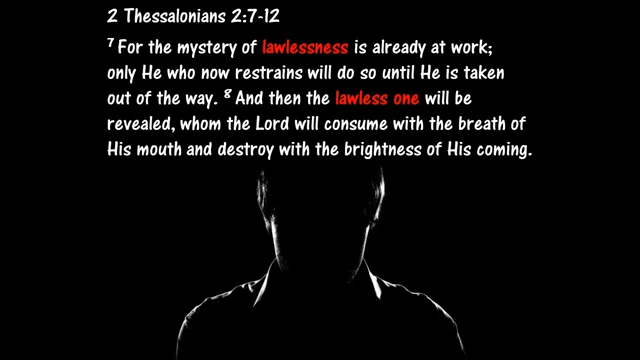 2 Thessalonians 2:7-12
⁷ For the mystery of lawlessness is already at work;
only He who now restrains will do so until He is taken
out of the way. ⁸ And then the lawless one will be
revealed, whom the Lord will consume with the breath of
His mouth and destroy with the brightness of His coming.